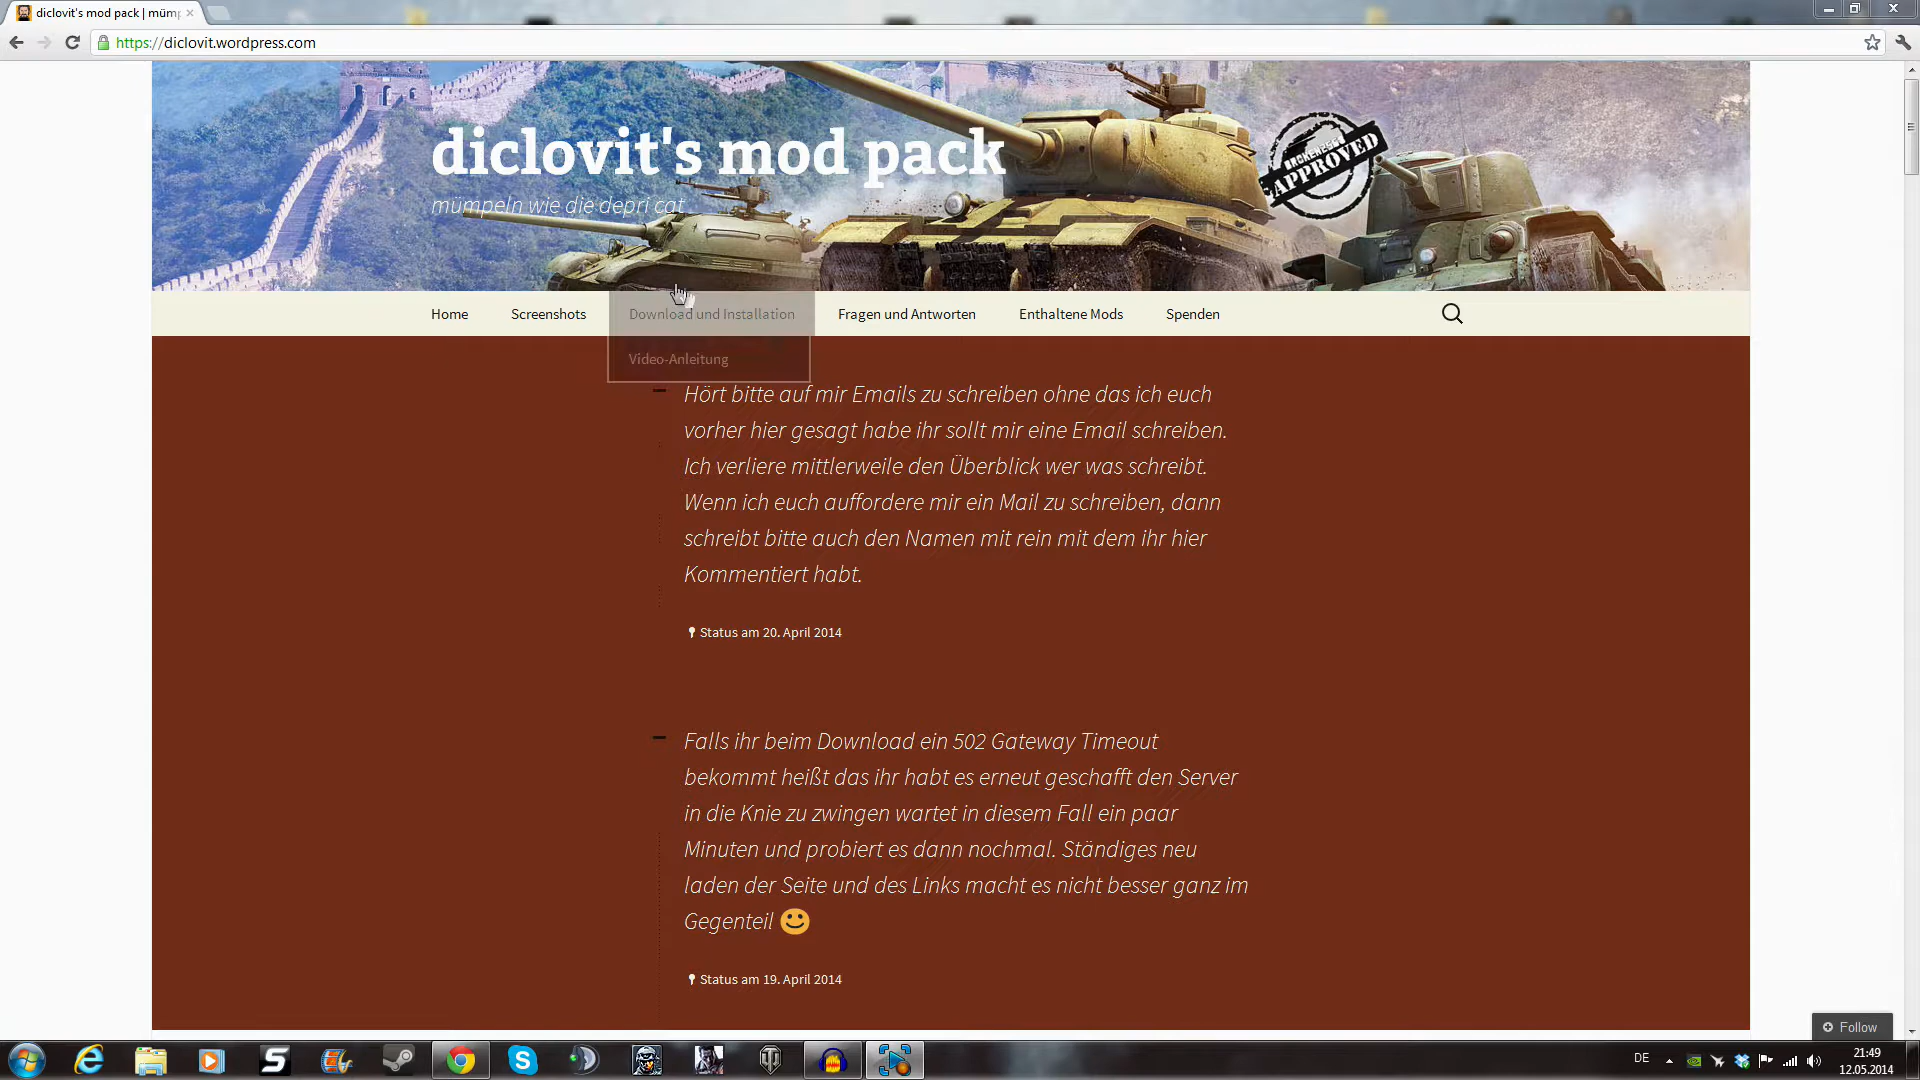 diclovit's mod pack | müm
https://diclovit.wordpress.com
diclovit's mod pack
mümpeln wie die depri cat
APPROVED
Home Screenshots Download und Installation Fragen und Antworten Enthaltene Mods Spenden
Video-Anleitung
Hört bitte auf mir Emails zu schreiben ohne das ich euch
vorher hier gesagt habe ihr sollt mir eine Email schreiben.
Ich verliere mittlerweile den Überblick wer was schreibt.
Wenn ich euch auffordere mir ein Mail zu schreiben, dann
schreibt bitte auch den Namen mit rein mit dem ihr hier
Kommentiert habt.
Status am 20. April 2014
Falls ihr beim Download ein 502 Gateway Timeout
bekommt heißt das ihr habt es erneut geschafft den Server
in die Knie zu zwingen wartet in diesem Fall ein paar
Minuten und probiert es dann nochmal. Ständiges neu
laden der Seite und des Links macht es nicht besser ganz im
Gegenteil
Status am 19. April 2014
Follow
DE
21:49
12.05.2014